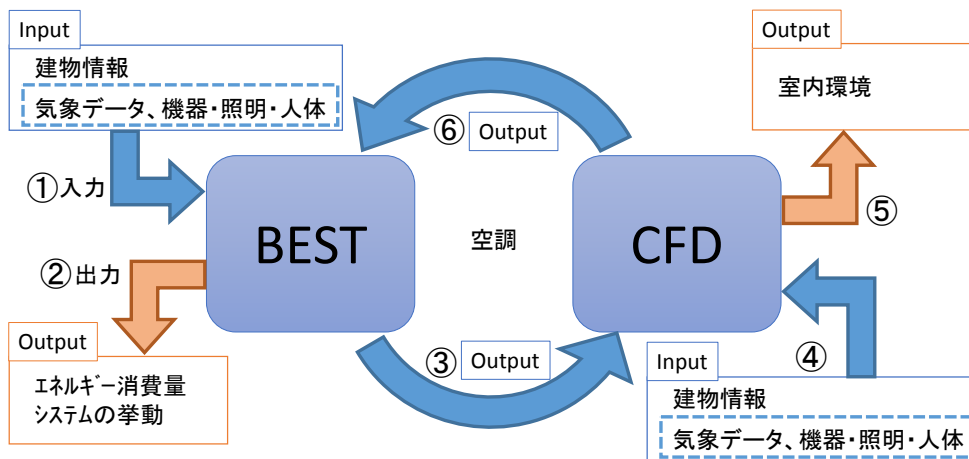 Input
建物情報
気象データ、機器・照明・人体
①入力
BEST
②出力
Output
エネルギー消費量
システムの挙動
⑥ Output
空調
③ Output
CFD
Output
室内環境
⑤
④
Input
建物情報
気象データ、機器・照明・人体